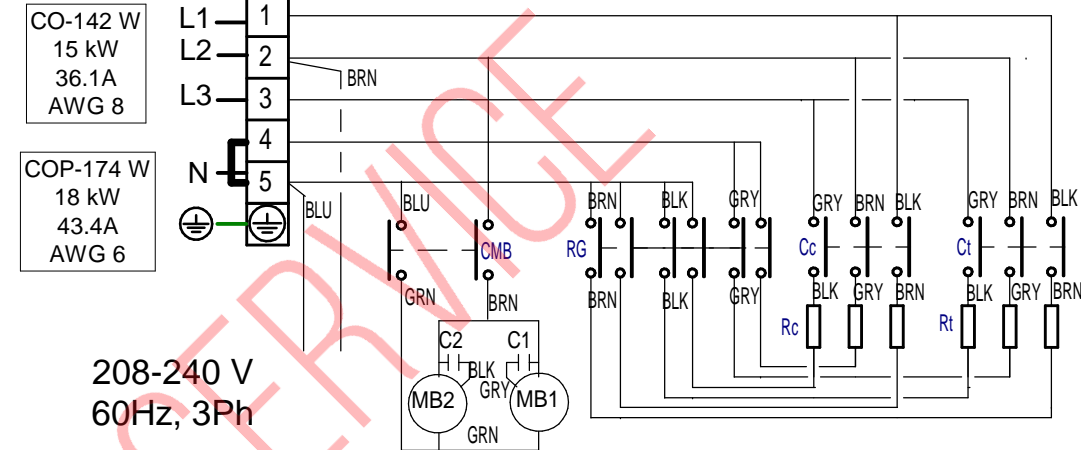 CO-142 W
15 kW
36.1A
AWG 8
COP-174 W
18 kW
43.4A
AWG 6
L1
1
L2
2
BRN
L3
3
4
N
5
BLU
BLU
BRN
BLK
GRY
GRY
BRN
BLK
GRY
BRN
BLK
CMB
RG
Cc
Ct
GRN
BRN
BRN
BLK
GRY
BLK
GRY
BRN
BLK
GRY
BRN
Rc
Rt
C2
C1
BLK
GRY
MB2
MB1
GRN
208-240 V
60Hz, 3Ph
SERVICE